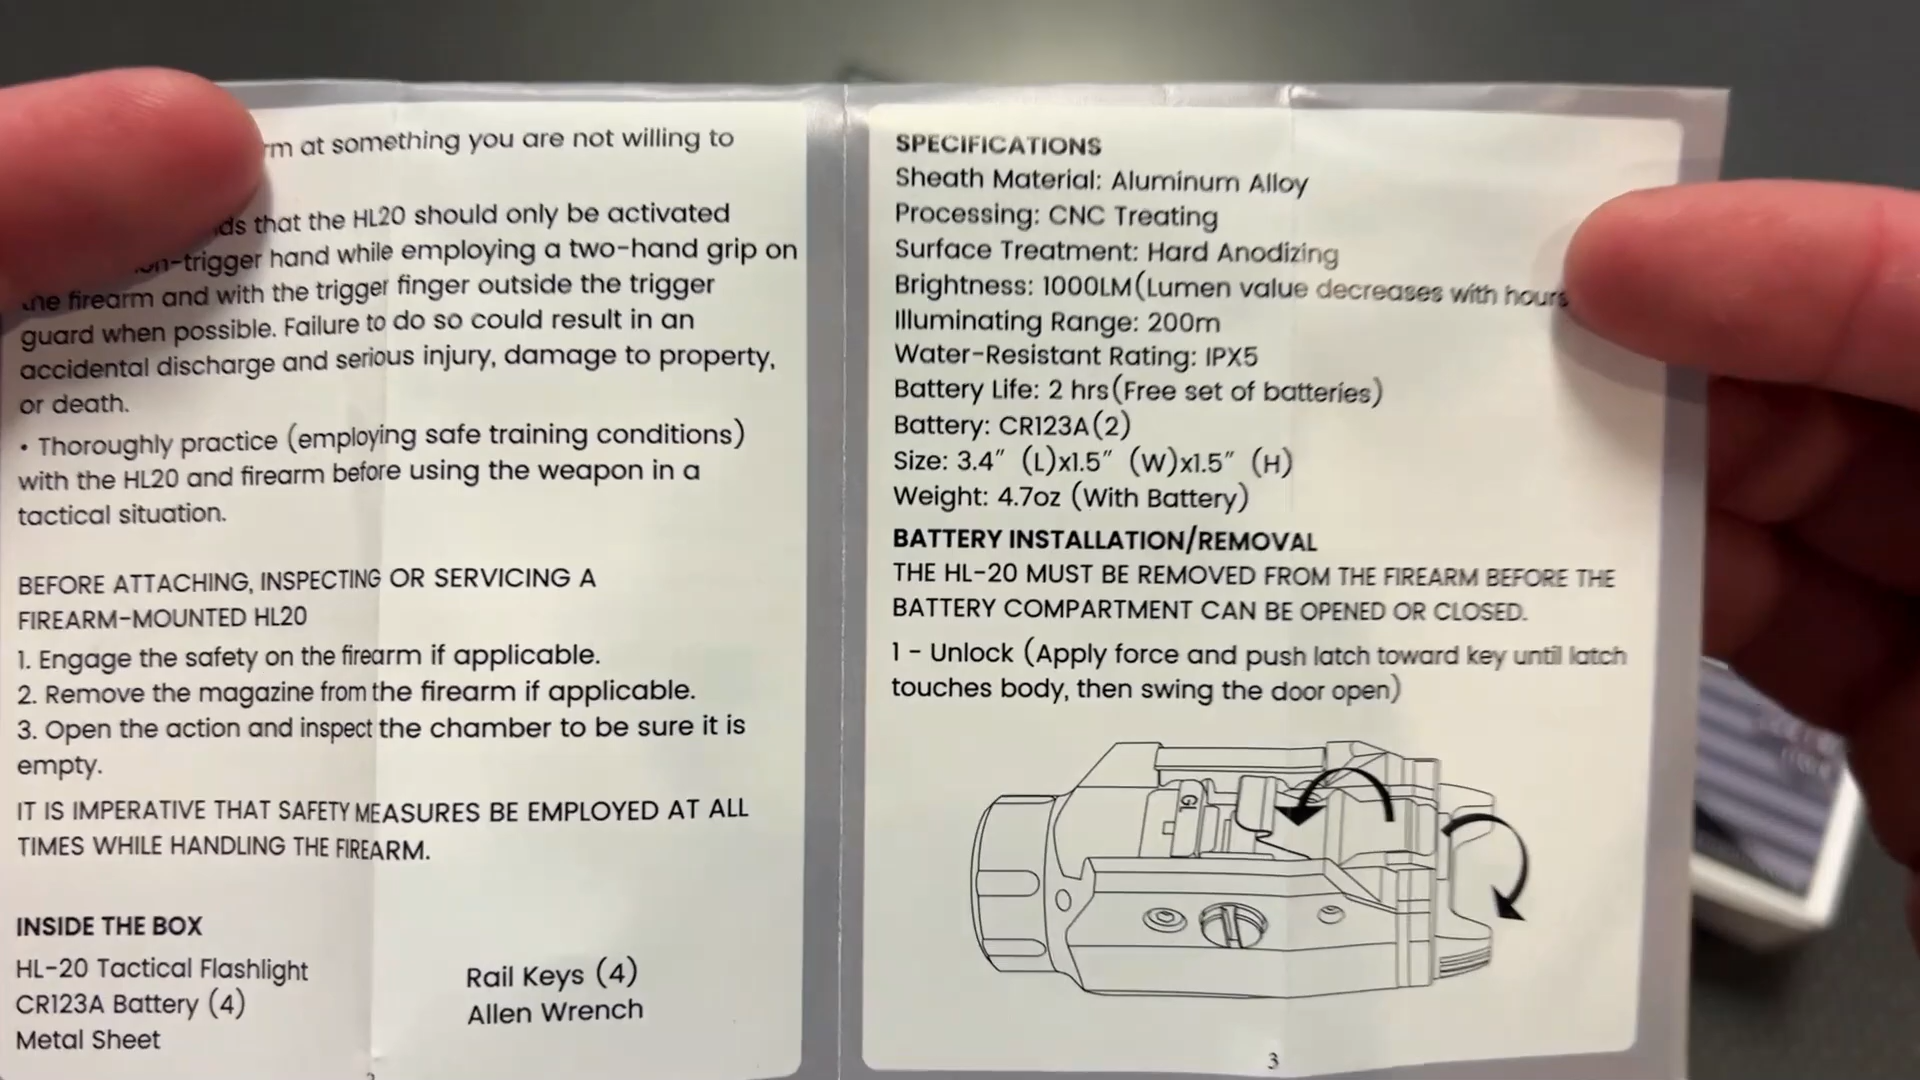 at something you are not willing to
that the HL20 should only be activated
hand while employing a two-hand grip on
the firearm and with the trigger finger outside the trigger
guard when possible. Failure to do so could result in an
accidental discharge and serious injury, damage to property,
or death.
• Thoroughly practice (employing safe training conditions)
with the HL20 and firearm before using the weapon in a
tactical situation.
BEFORE ATTACHING, INSPECTING OR SERVICING A
FIREARM-MOUNTED HL20
1. Engage the safety on the firearm if applicable.
2. Remove the magazine from the firearm if applicable.
3. Open the action and inspect the chamber to be sure it is
empty.
IT IS IMPERATIVE THAT SAFETY MEASURES BE EMPLOYED AT ALL
TIMES WHILE HANDLING THE FIREARM.
INSIDE THE BOX
HL-20 Tactical Flashlight
CR123A Battery (4)
Metal Sheet
Rail Keys (4)
Allen Wrench
SPECIFICATIONS
Sheath Material: Aluminum Alloy
Processing: CNC Treating
Surface Treatment: Hard Anodizing
Brightness: 1000LM(Lumen value decreases with hours
Illuminating Range: 200m
Water-Resistant Rating: IPX5
Battery Life: 2 hrs(Free set of batteries)
Battery: CR123A(2)
Size: 3.4" (L)x1.5" (W)x1.5" (H)
Weight: 4.7oz (With Battery)
BATTERY INSTALLATION/REMOVAL
THE HL-20 MUST BE REMOVED FROM THE FIREARM BEFORE THE
BATTERY COMPARTMENT CAN BE OPENED OR CLOSED.
1 - Unlock (Apply force and push latch toward key until latch
touches body, then swing the door open)
GL
3